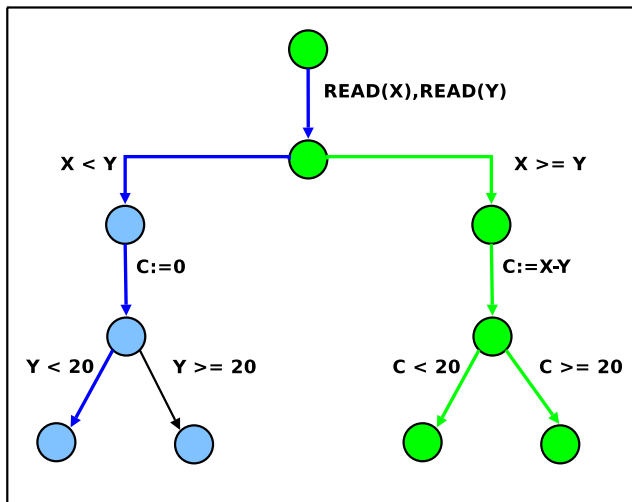 READ(X),READ(Y)
X < Y
X >= Y
C:=0
C:=X-Y
Y < 20
Y >= 20
C < 20
C >= 20